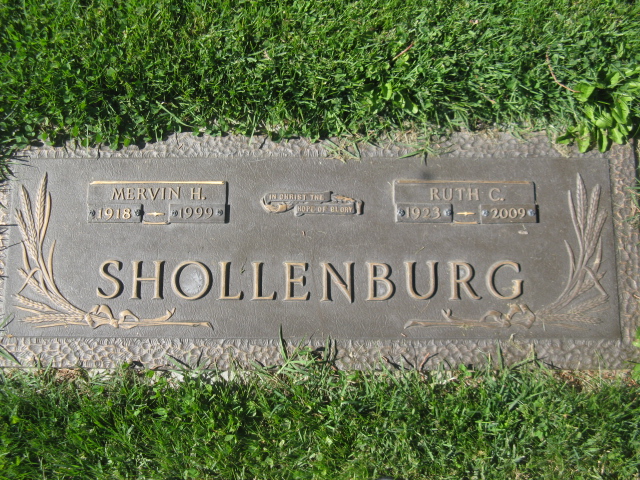 MERVIN H.
1918 1999
IN CHRIST THE
HOPE OF GLORY
RUTH C.
1923 2009
SHOLLENBURG